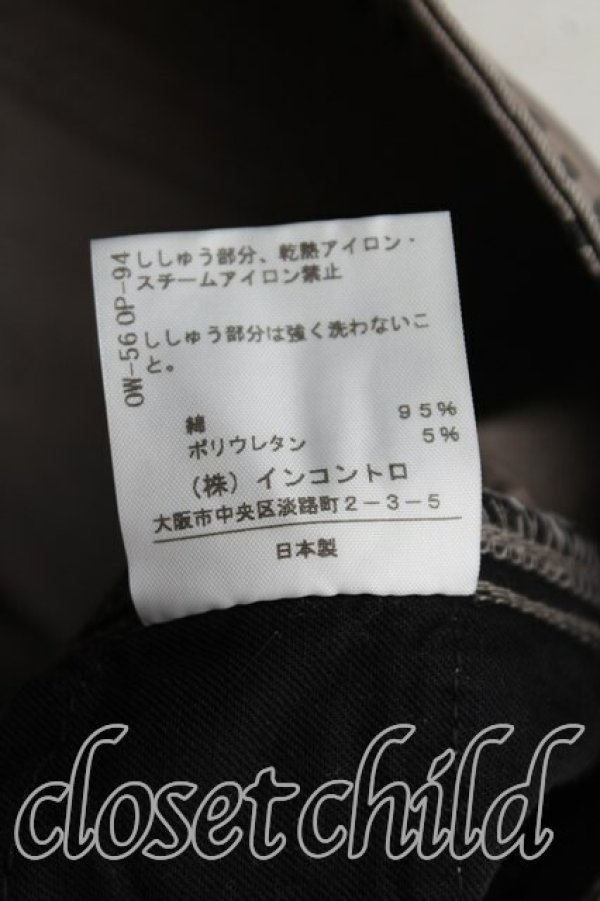 OW-56 OP-94
ししゅう部分、乾熱アイロン・
スチームアイロン禁止
ししゅう部分は強く洗わないこ
と。
綿 95%
ポリウレタン 5%
(株)インコントロ
大阪市中央区淡路町2-3-5
日本製
closet child